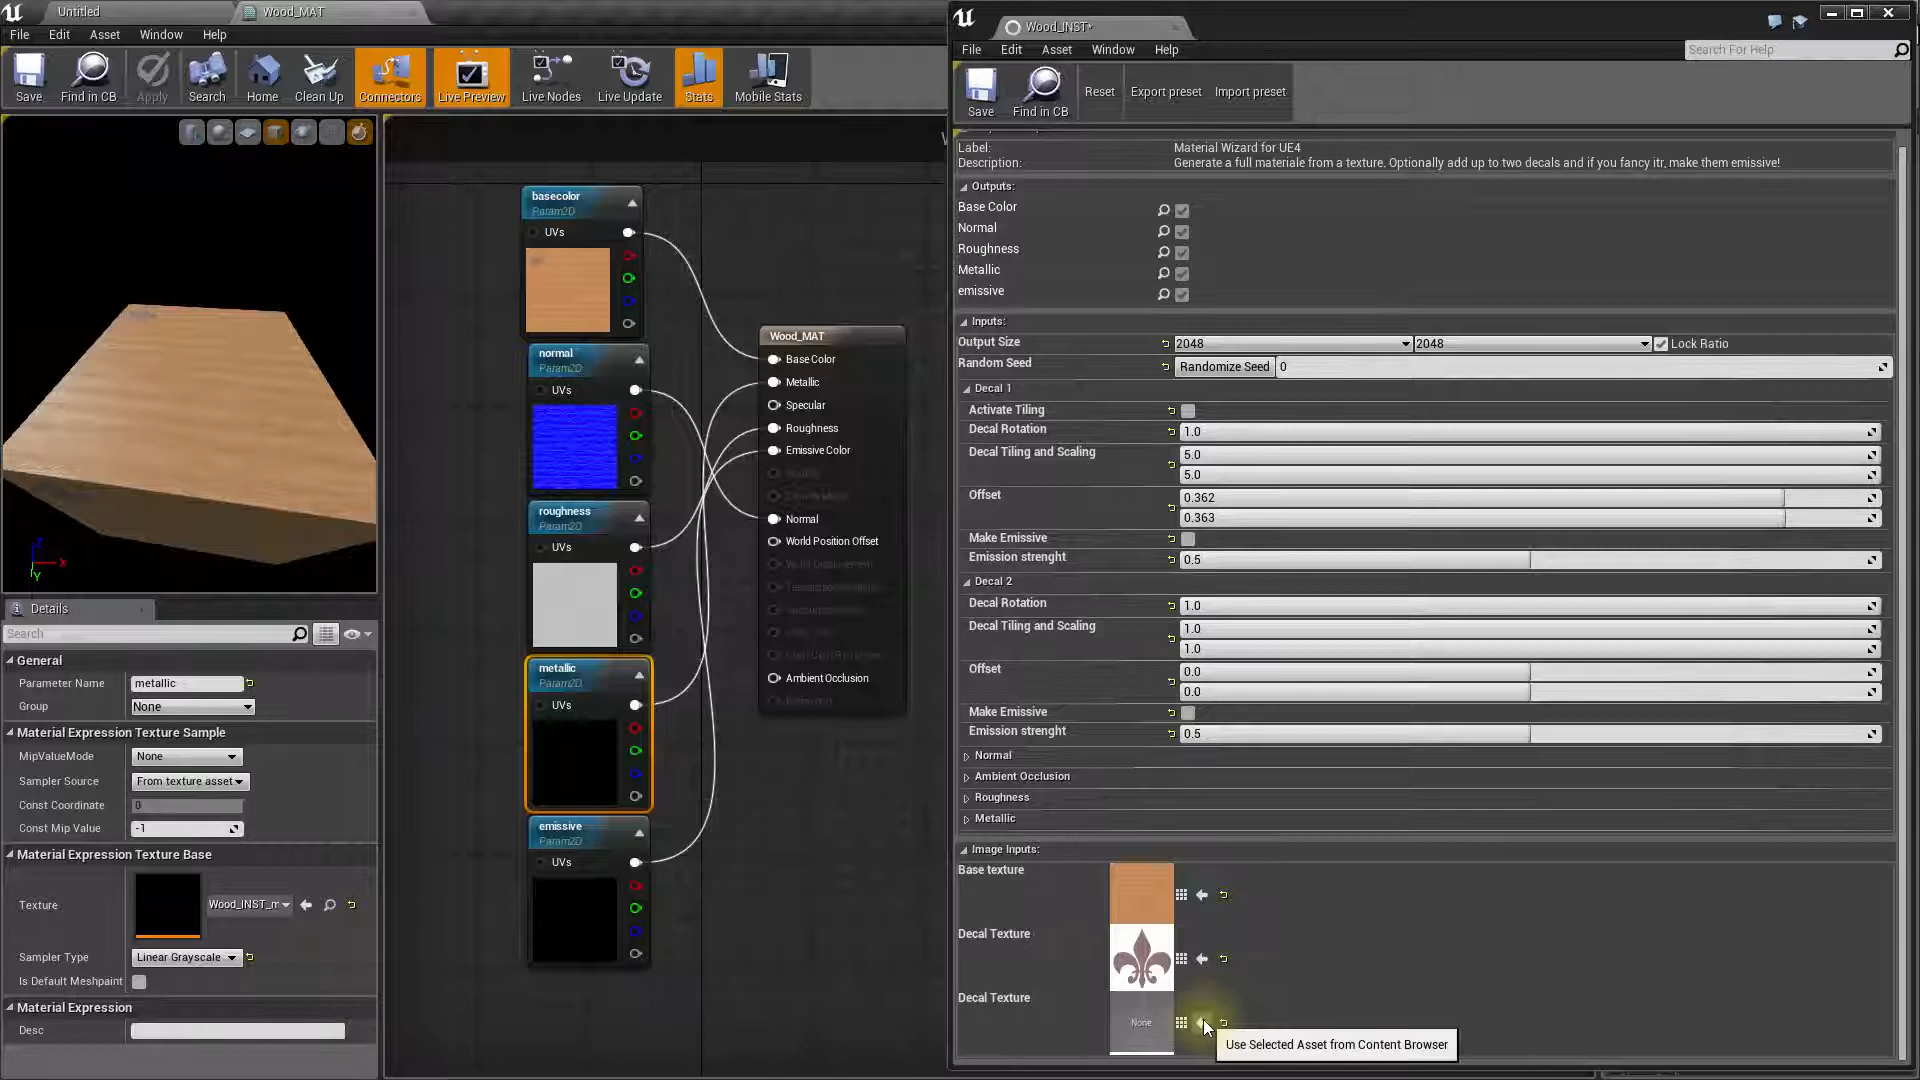 Untitled
Wood_MAT
File Edit Asset Window Help
Save
Find in CB
Apply
Search
Home
Clean Up
Connectors
Live Preview
Live Nodes
Live Update
Stats
Mobile Stats
basecolor
Param2D
UVs
normal
Param2D
UVs
roughness
Param2D
UVs
metallic
Param2D
UVs
emissive
Param2D
UVs
Wood_MAT
Base Color
Metallic
Specular
Roughness
Emissive Color
Normal
World Position Offset
Ambient Occlusion
Z
X
Y
Details
Search
General
Parameter Name metallic
Group None
Material Expression Texture Sample
MipValueMode None
Sampler Source From texture asset
Const Coordinate 0
Const Mip Value -1
Material Expression Texture Base
Texture Wood_INST_m
Sampler Type Linear Grayscale
Is Default Meshpaint
Material Expression
Desc
Wood_INST*
File Edit Asset Window Help
Search For Help
Save
Find in CB
Reset
Export preset
Import preset
Label: Material Wizard for UE4
Description: Generate a full materiale from a texture. Optionally add up to two decals and if you fancy itr, make them emissive!
Outputs:
Base Color
Normal
Roughness
Metallic
emissive
Inputs:
Output Size 2048 2048 Lock Ratio
Random Seed Randomize Seed 0
Decal 1
Activate Tiling
Decal Rotation 1.0
Decal Tiling and Scaling 5.0
5.0
Offset 0.362
0.363
Make Emissive
Emission strenght 0.5
Decal 2
Decal Rotation 1.0
Decal Tiling and Scaling 1.0
1.0
Offset 0.0
0.0
Make Emissive
Emission strenght 0.5
Normal
Ambient Occlusion
Roughness
Metallic
Image Inputs:
Base texture
Decal Texture
Decal Texture
None
Use Selected Asset from Content Browser